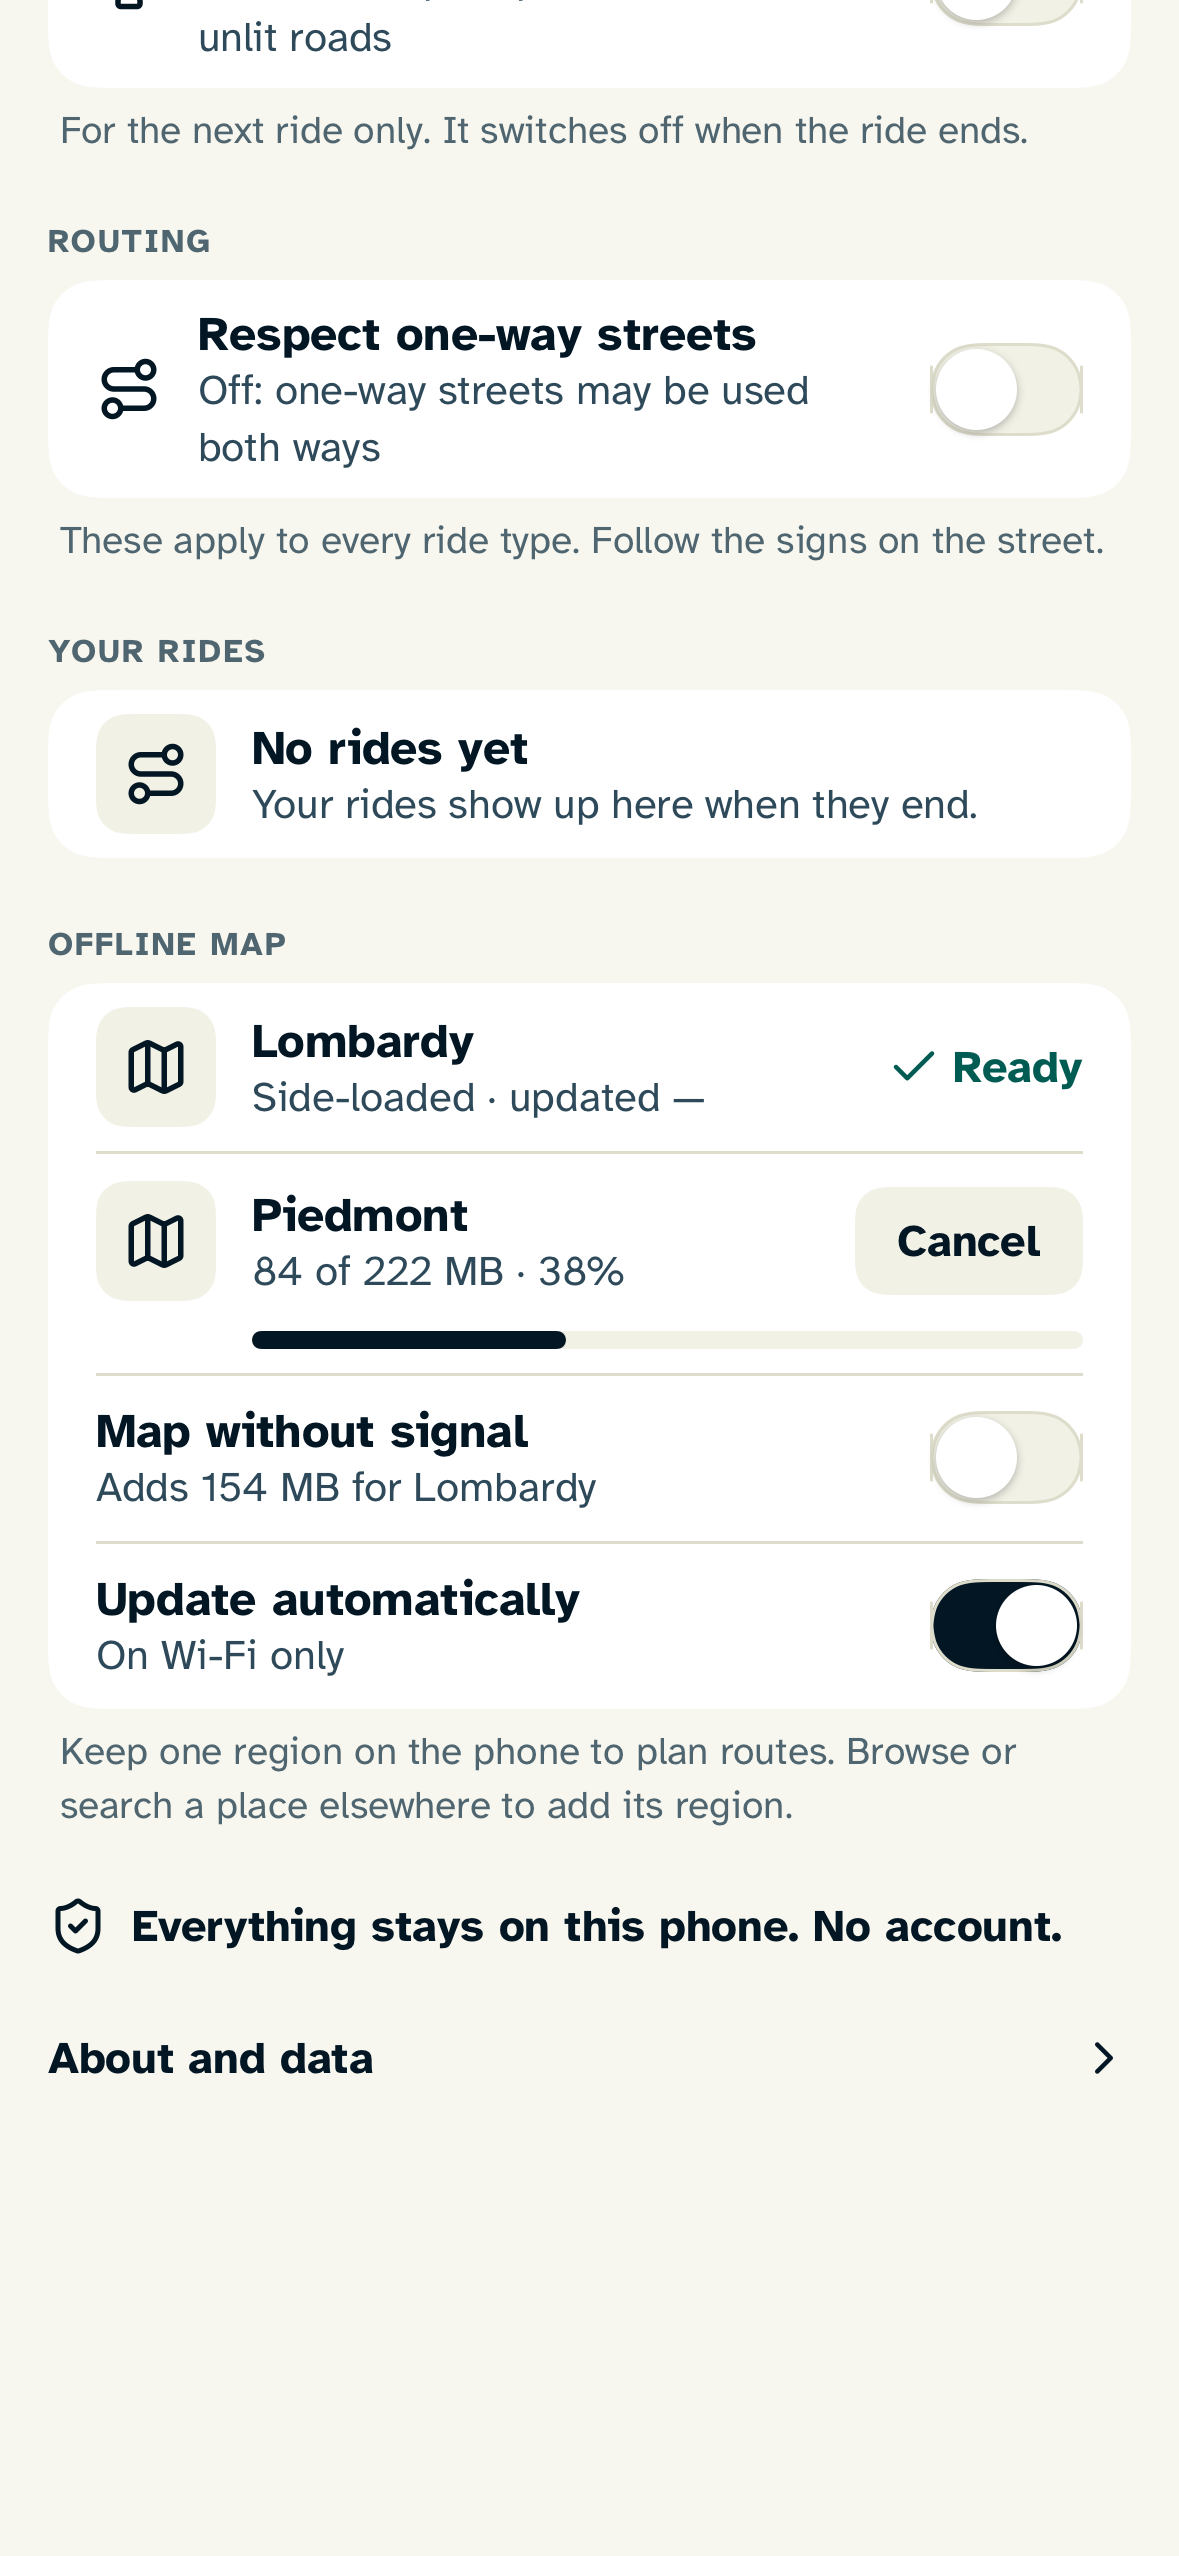 unlit roads
For the next ride only. It switches off when the ride ends.
ROUTING
Respect one-way streets
Off: one-way streets may be used
both ways
These apply to every ride type. Follow the signs on the street.
YOUR RIDES
No rides yet
Your rides show up here when they end.
OFFLINE MAP
Lombardy
Side-loaded · updated —
Ready
Piedmont
84 of 222 MB · 38%
Cancel
Map without signal
Adds 154 MB for Lombardy
Update automatically
On Wi-Fi only
Keep one region on the phone to plan routes. Browse or
search a place elsewhere to add its region.
Everything stays on this phone. No account.
About and data